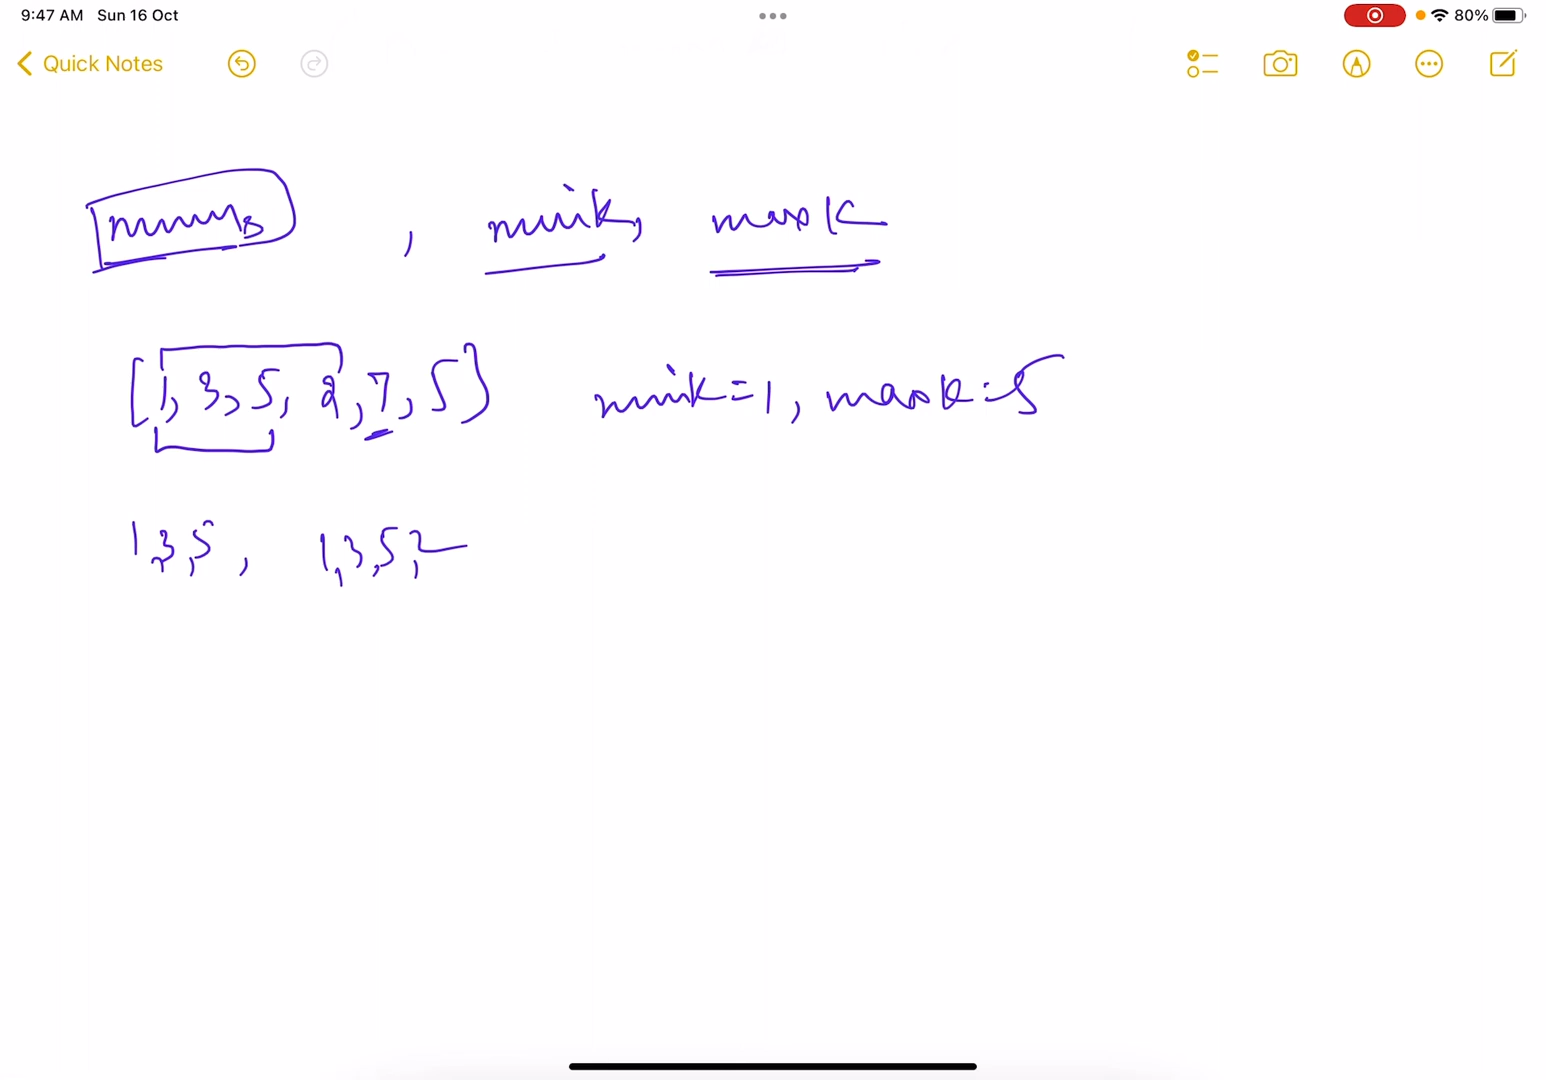 9:47 AM Sun 16 Oct
80%
Quick Notes
nums, mink, maxk
[1, 3, 5, 2, 7, 5] mink=1, maxk=5
1,3,5, 1,3,5,2